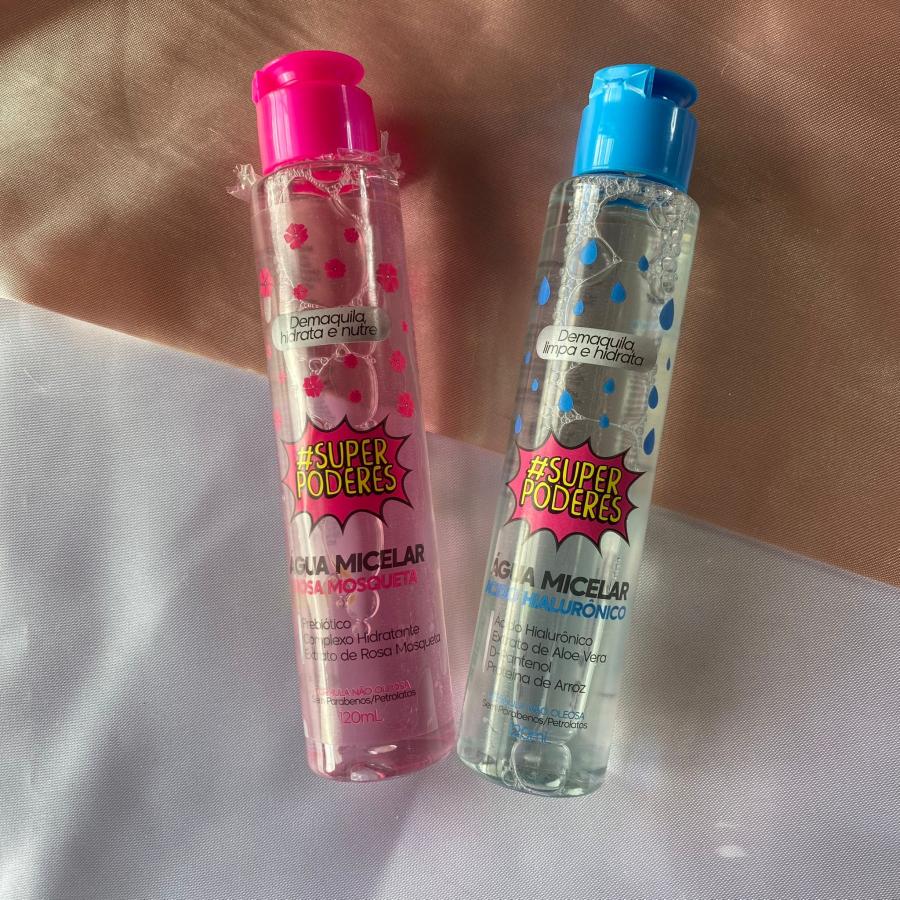 Demaquila,
hidrata e nutre
#SUPER
PODERES
ÁGUA MICELAR
ROSA MOSQUETA
Prebiótico
Complexo Hidratante
Extrato de Rosa Mosqueta
FÓRMULA NÃO OLEOSA
Sem Parabenos/Petrolatos
120mL
Demaquila,
limpa e hidrata
#SUPER
PODERES
ÁGUA MICELAR
ÁCIDO HIALURÔNICO
Ácido Hialurônico
Extrato de Aloe Vera
D-Pantenol
Proteína de Arroz
FÓRMULA NÃO OLEOSA
Sem Parabenos/Petrolatos
120mL